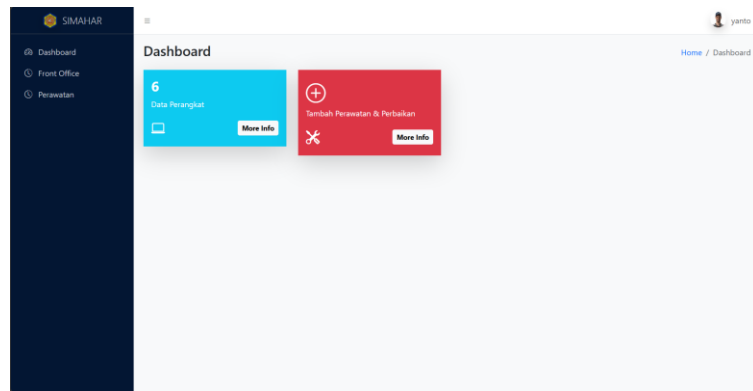 SIMAHAR
yanto
Dashboard
Front Office
Perawatan
Dashboard
Home / Dashboard
6
Data Perangkat
More Info
Tambah Perawatan & Perbaikan
More Info